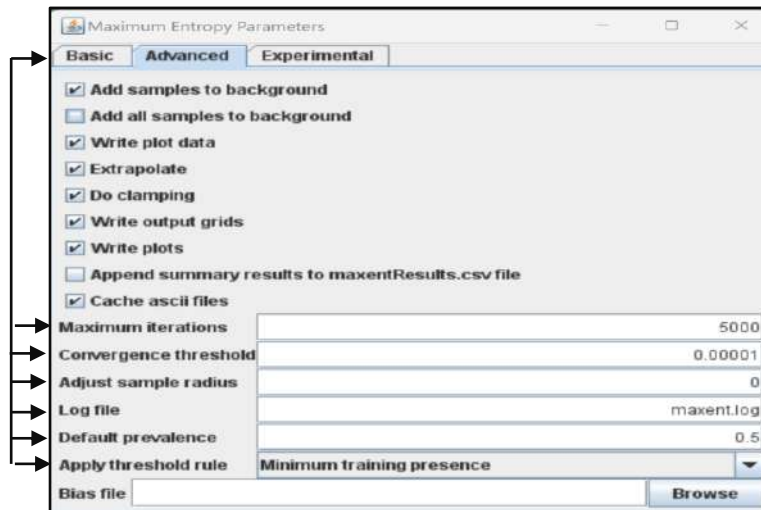 Maximum Entropy Parameters
Basic Advanced Experimental
Add samples to background
Add all samples to background
Write plot data
Extrapolate
Do clamping
Write output grids
Write plots
Append summary results to maxentResults.csv file
Cache ascii files
Maximum iterations 5000
Convergence threshold 0.00001
Adjust sample radius 0
Log file maxent.log
Default prevalence 0.5
Apply threshold rule Minimum training presence
Bias file Browse